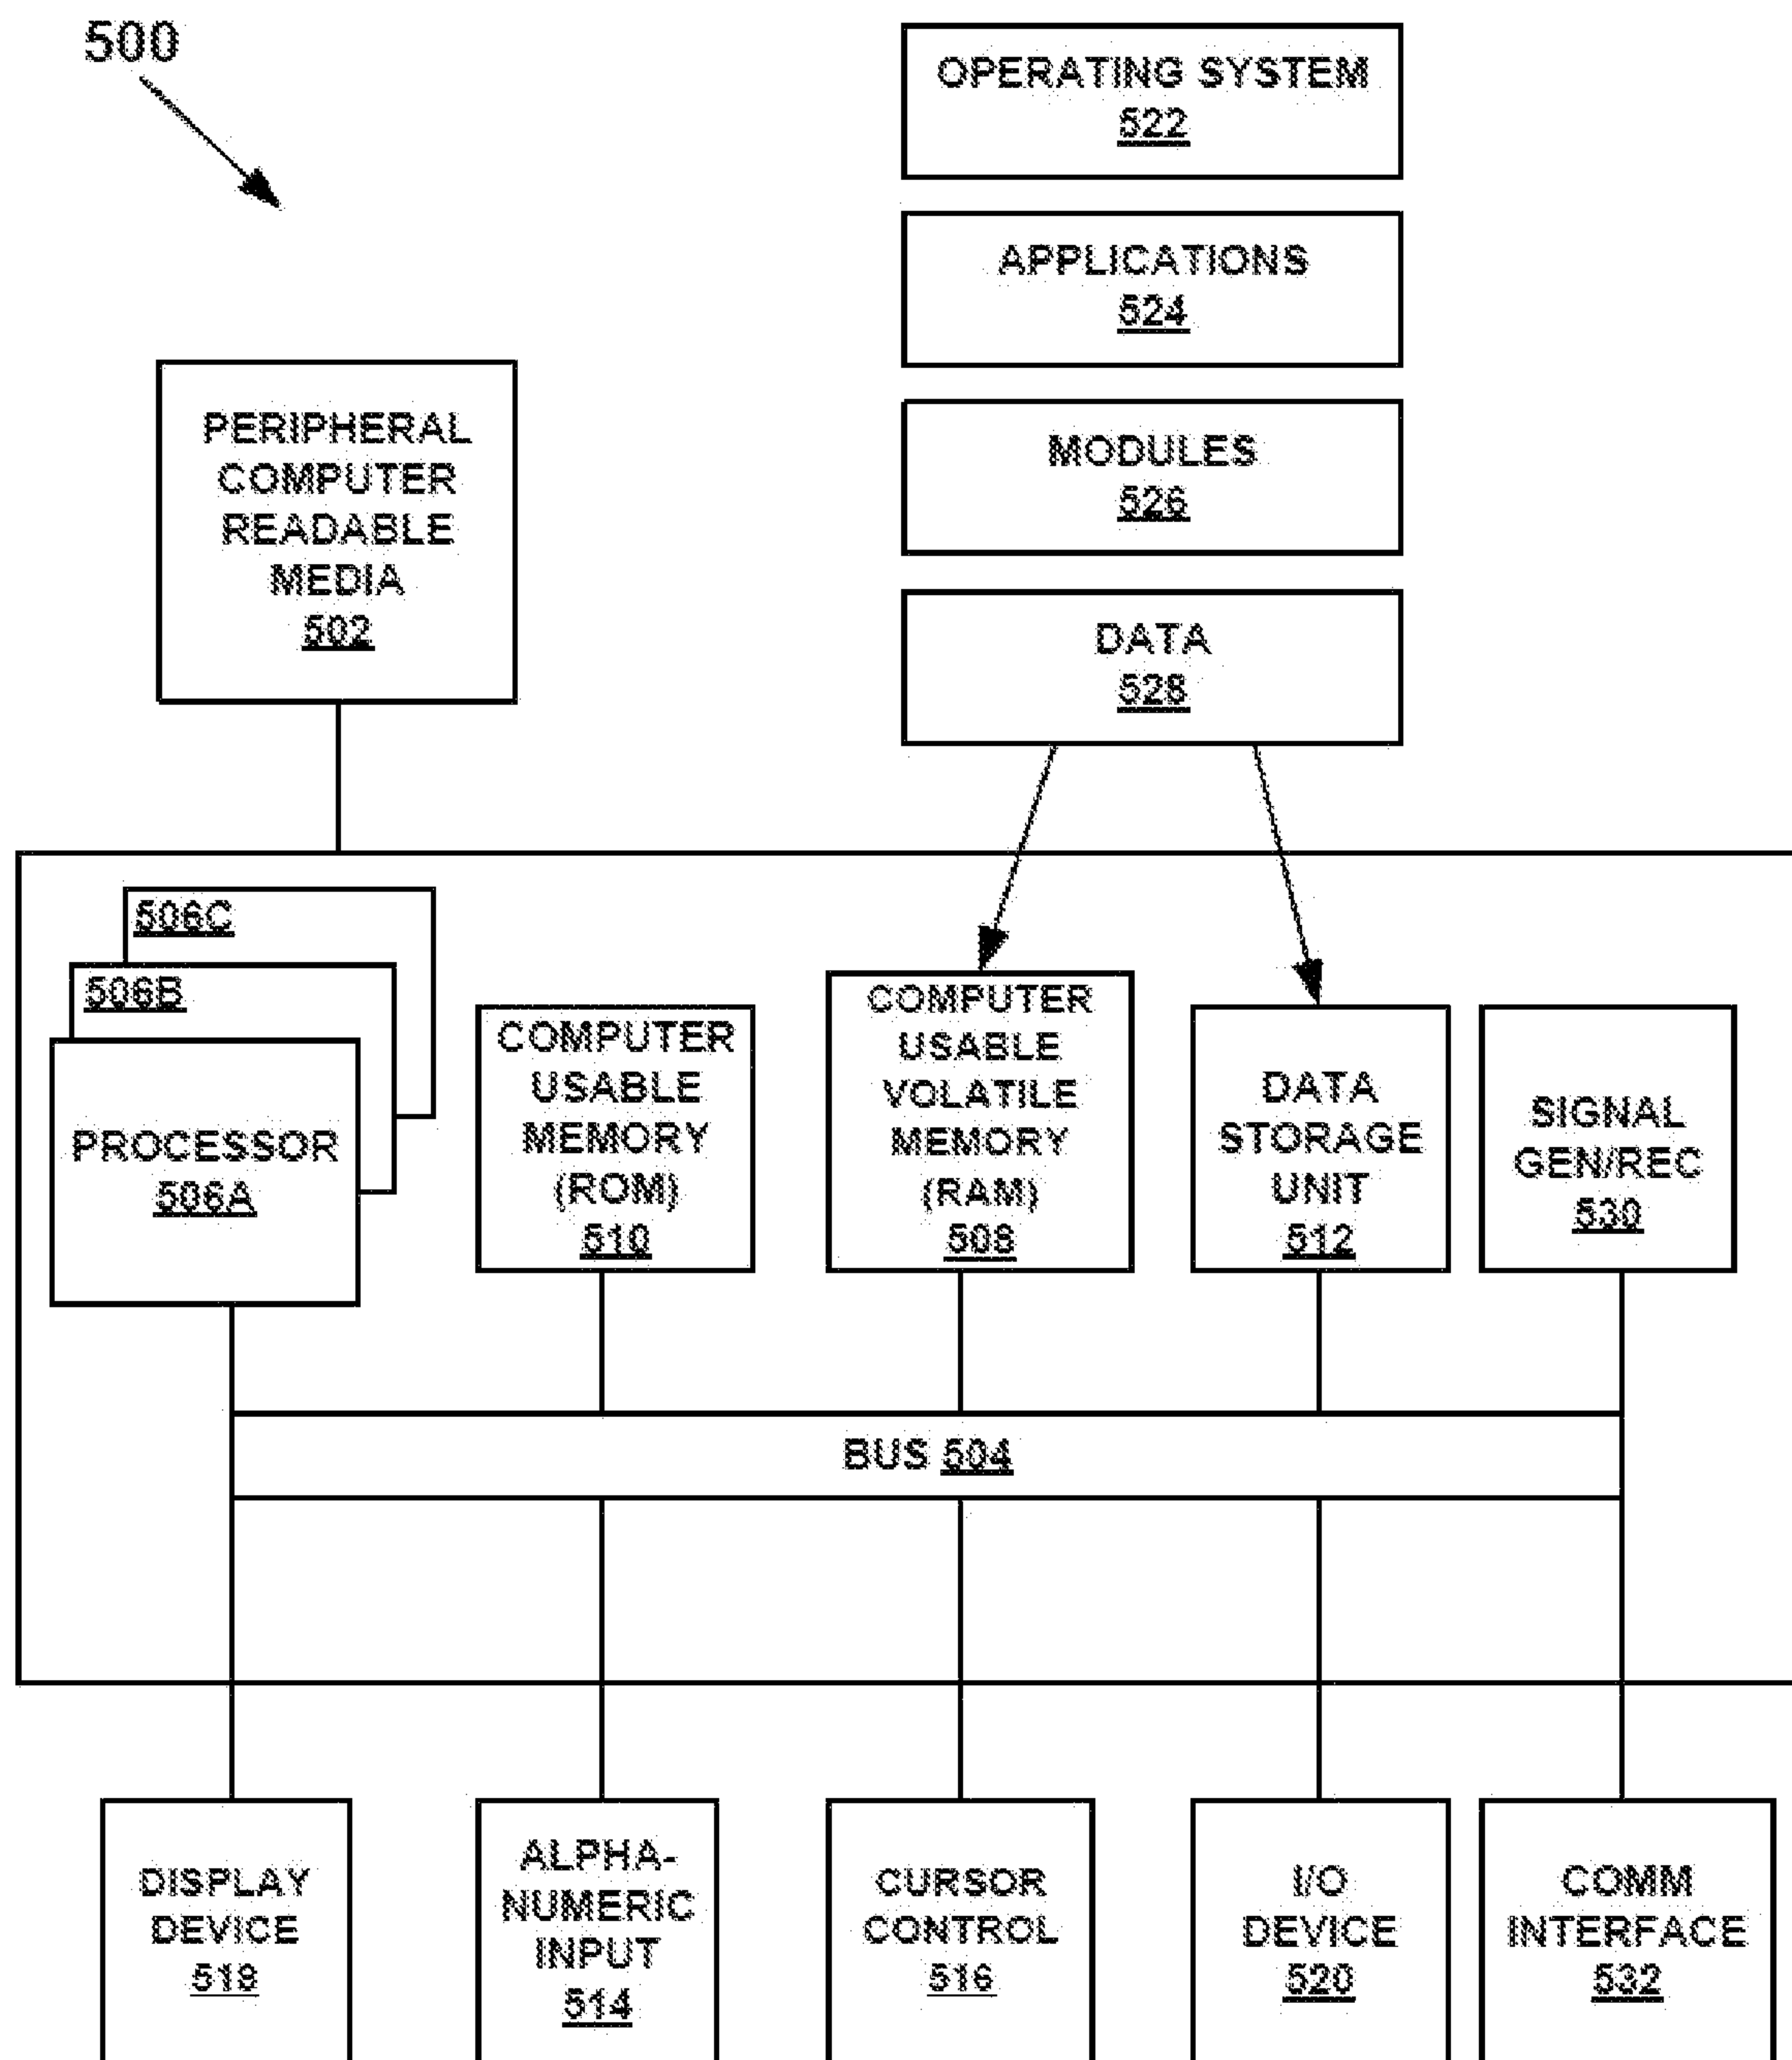 500
OPERATING SYSTEM
522
APPLICATIONS
524
MODULES
526
DATA
528
PERIPHERAL
COMPUTER
READABLE
MEDIA
502
506C
506B
PROCESSOR
506A
COMPUTER
USABLE
MEMORY
(ROM)
510
COMPUTER
USABLE
VOLATILE
MEMORY
(RAM)
508
DATA
STORAGE
UNIT
512
SIGNAL
GEN/REC
530
BUS 504
DISPLAY
DEVICE
518
ALPHA-
NUMERIC
INPUT
514
CURSOR
CONTROL
516
I/O
DEVICE
520
COMM
INTERFACE
532